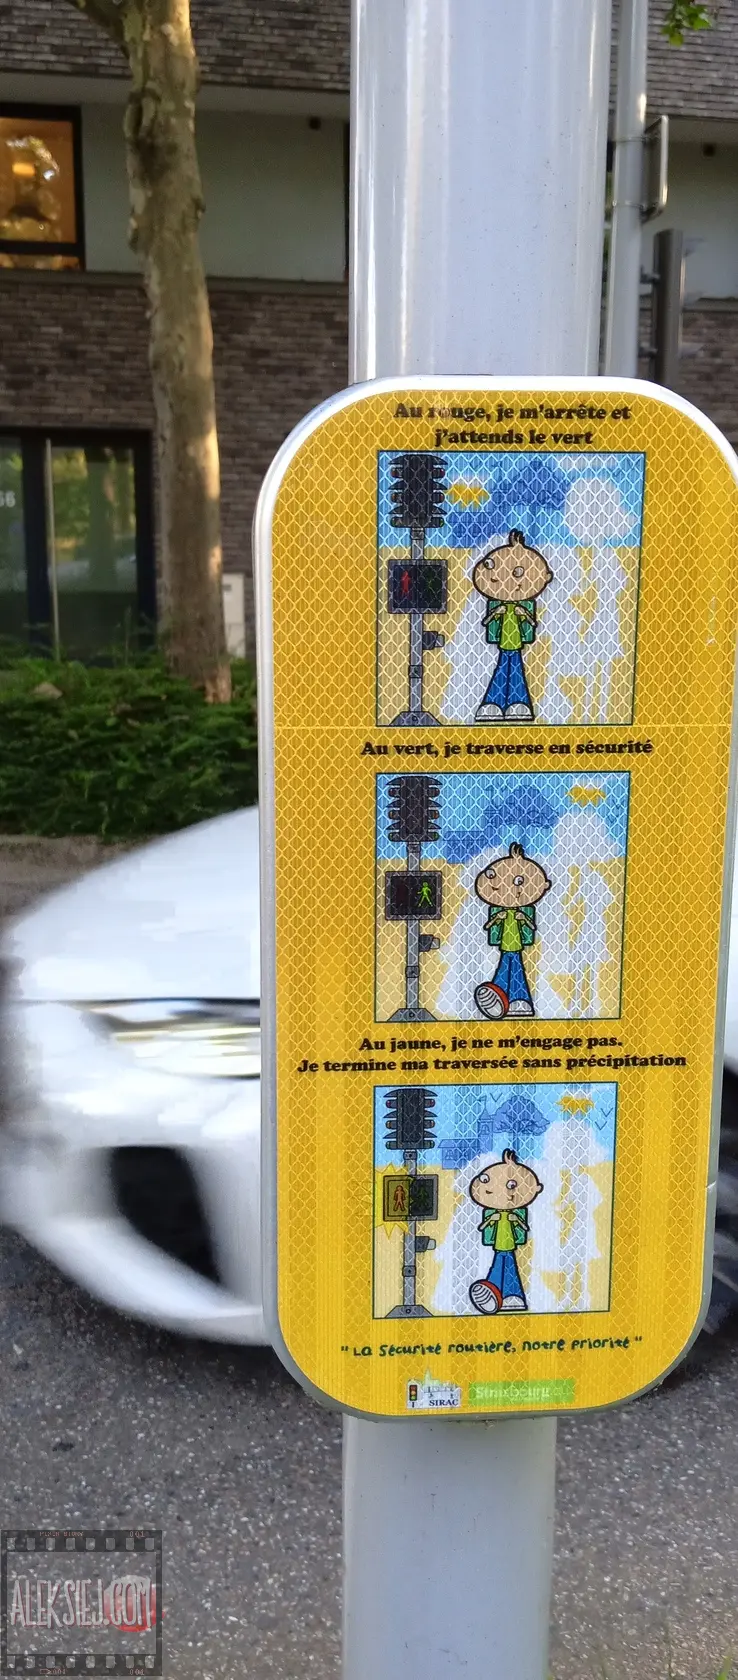 Au rouge, je m'arrête et
j'attends le vert
Au vert, je traverse en sécurité
Au jaune, je ne m'engage pas.
Je termine ma traversée sans précipitation
"La Sécurité routière, notre priorité"
SIRAC
Strasbourg.eu
ALEKSIEJ.COM